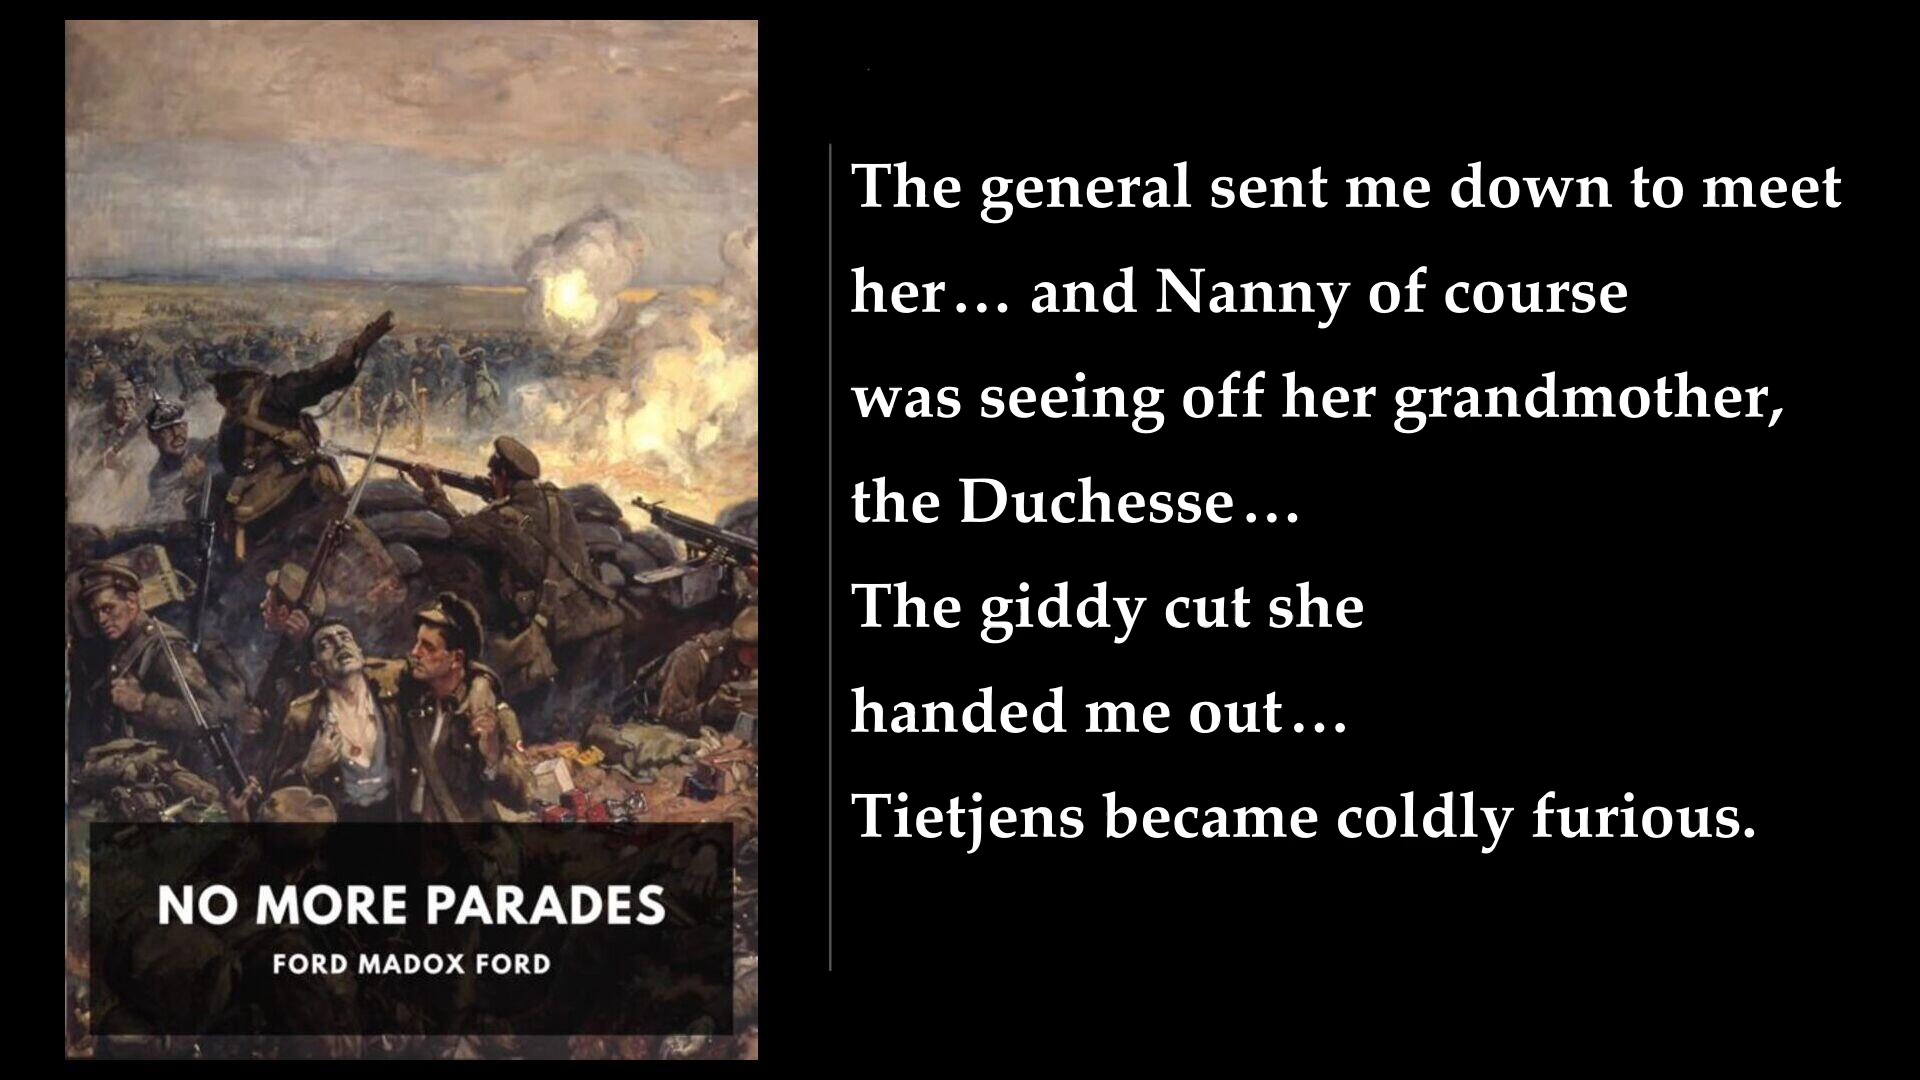 NO MORE PARADES
FORD MADOX FORD
The general sent me down to meet
her… and Nanny of course
was seeing off her grandmother,
the Duchesse…
The giddy cut she
handed me out…
Tietjens became coldly furious.